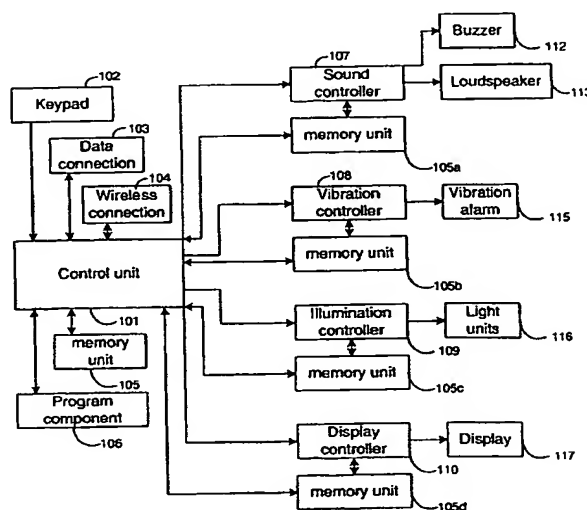 102
Keypad
103
Data
connection
104
Wireless
connection
Control unit
101
memory
unit
105
Program
component
106
107
Sound
controller
Buzzer
112
Loudspeaker
113
memory unit
105a
108
Vibration
controller
Vibration
alarm
115
memory unit
105b
Illumination
controller
109
Light
units
116
memory unit
105c
Display
controller
110
Display
117
memory unit
105d